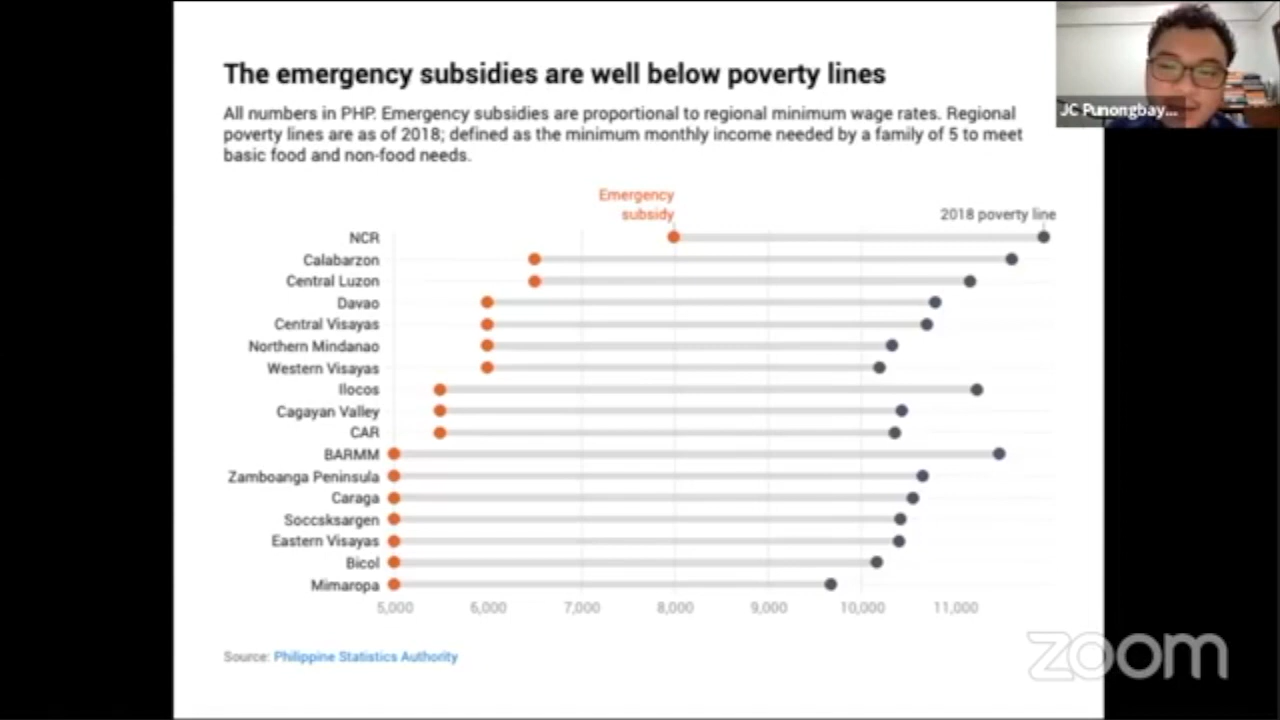 The emergency subsidies are well below poverty lines
All numbers in PHP. Emergency subsidies are proportional to regional minimum wage rates. Regional
poverty lines are as of 2018; defined as the minimum monthly income needed by a family of 5 to meet
basic food and non-food needs.
JC Punongbay...
Emergency
subsidy
2018 poverty line
NCR
Calabarzon
Central Luzon
Davao
Central Visayas
Northern Mindanao
Western Visayas
Ilocos
Cagayan Valley
CAR
BARMM
Zamboanga Peninsula
Caraga
Soccsksargen
Eastern Visayas
Bicol
Mimaropa
5,000 6,000 7,000 8,000 9,000 10,000 11,000
Source: Philippine Statistics Authority
zoom